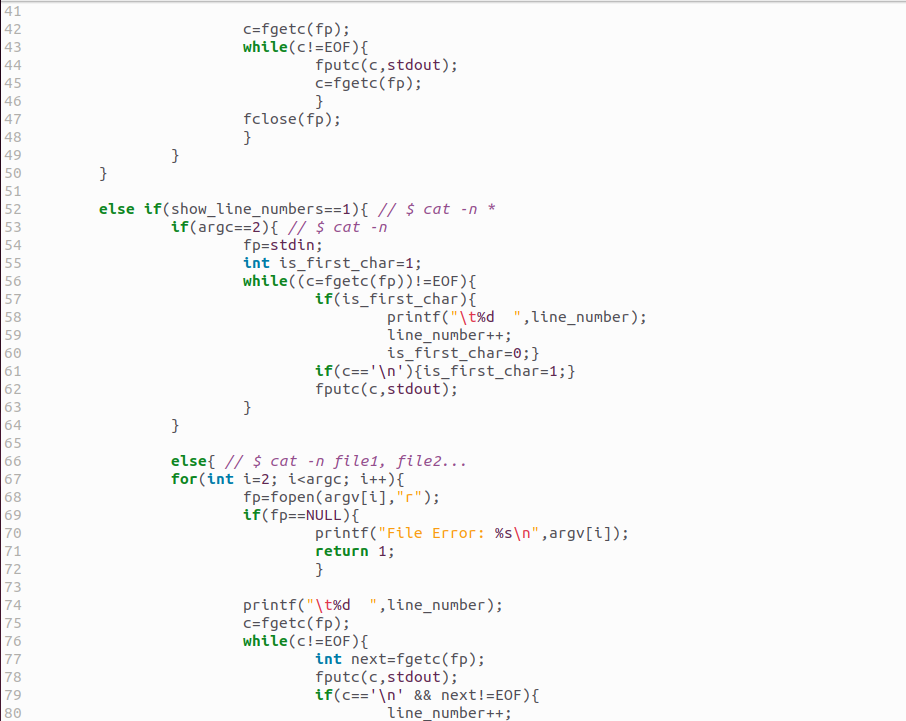 41
42 c=fgetc(fp);
43 while(c!=EOF){
44 fputc(c,stdout);
45 c=fgetc(fp);
46 }
47 fclose(fp);
48 }
49 }
50 }
51
52 else if(show_line_numbers==1){ // $ cat -n *
53 if(argc==2){ // $ cat -n
54 fp=stdin;
55 int is_first_char=1;
56 while((c=fgetc(fp))!=EOF){
57 if(is_first_char){
58 printf("\t%d  ",line_number);
59 line_number++;
60 is_first_char=0;}
61 if(c=='\n'){is_first_char=1;}
62 fputc(c,stdout);
63 }
64 }
65
66 else{ // $ cat -n file1, file2...
67 for(int i=2; i<argc; i++){
68 fp=fopen(argv[i],"r");
69 if(fp==NULL){
70 printf("File Error: %s\n",argv[i]);
71 return 1;
72 }
73
74 printf("\t%d  ",line_number);
75 c=fgetc(fp);
76 while(c!=EOF){
77 int next=fgetc(fp);
78 fputc(c,stdout);
79 if(c=='\n' && next!=EOF){
80 line_number++;